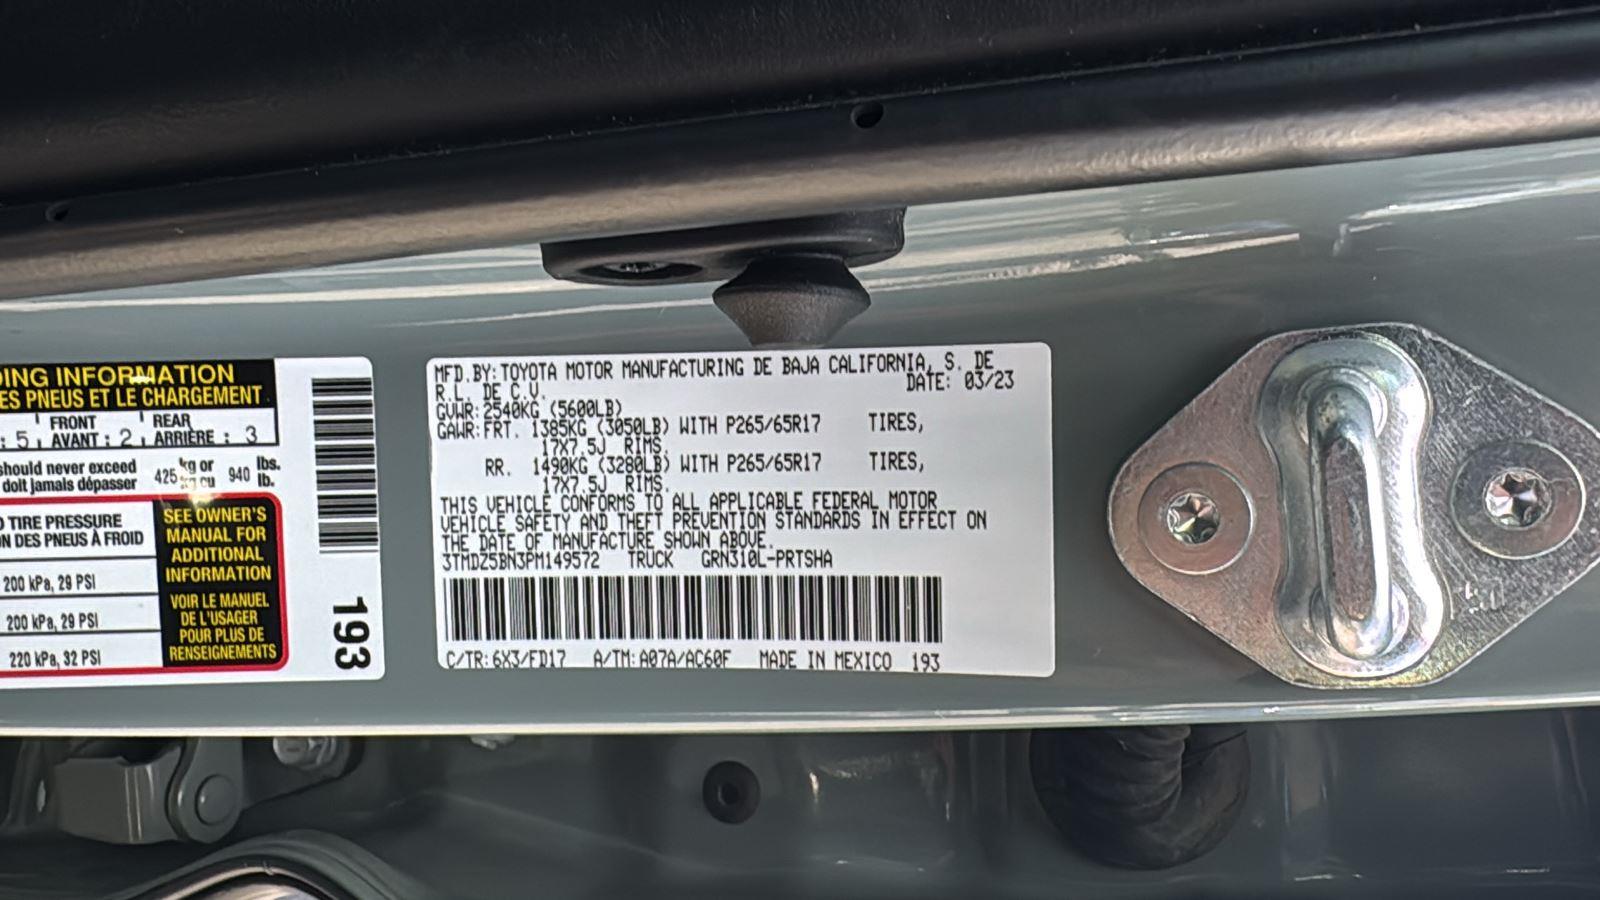 DING INFORMATION
ES PNEUS ET LE CHARGEMENT
: 5 FRONT AVANT : 2 REAR ARRIÈRE : 3
should never exceed
doit jamais dépasser
425 kg or kg ou 940 lbs. lb.
TIRE PRESSURE
DES PNEUS À FROID
200 kPa, 29 PSI
200 kPa, 29 PSI
220 kPa, 32 PSI
SEE OWNER'S
MANUAL FOR
ADDITIONAL
INFORMATION
VOIR LE MANUEL
DE L'USAGER
POUR PLUS DE
RENSEIGNEMENTS
193
MFD.BY:TOYOTA MOTOR MANUFACTURING DE BAJA CALIFORNIA, S. DE
R.L. DE C.V. DATE: 03/23
GVWR:2540KG (5600LB)
GAWR:FRT. 1385KG (3050LB) WITH P265/65R17 TIRES,
17X7.5J RIMS.
RR. 1490KG (3280LB) WITH P265/65R17 TIRES,
17X7.5J RIMS.
THIS VEHICLE CONFORMS TO ALL APPLICABLE FEDERAL MOTOR
VEHICLE SAFETY AND THEFT PREVENTION STANDARDS IN EFFECT ON
THE DATE OF MANUFACTURE SHOWN ABOVE.
3TMDZ5BN3PM149572 TRUCK GRN310L-PRTSHA
C/TR:6X3/FD17 A/TM:A07A/AC60F MADE IN MEXICO 193